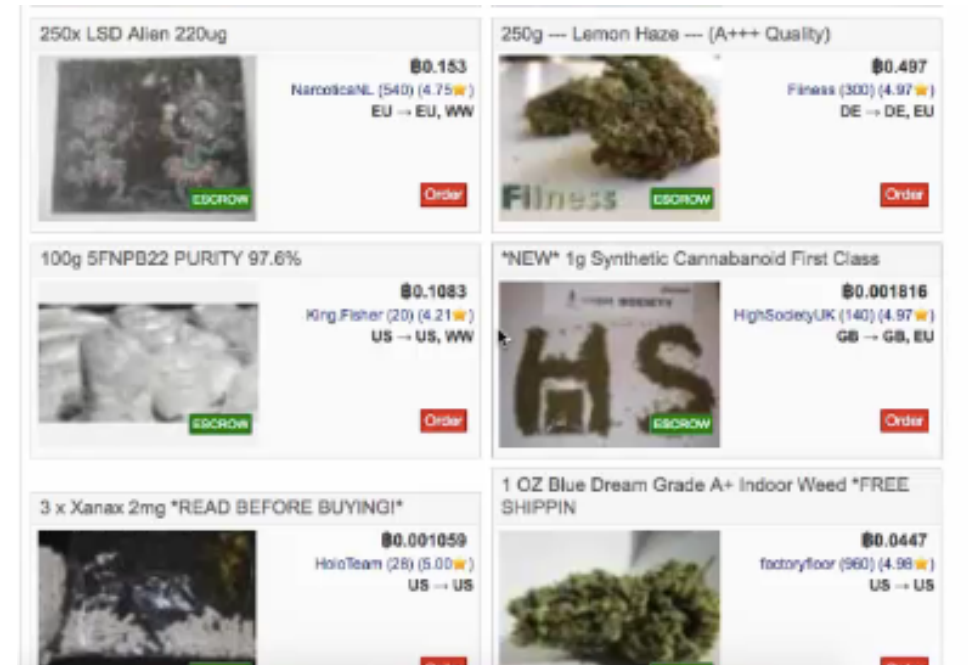 250x LSD Alien 220ug
฿0.153
NarcoticaNL (540) (4.75⭐)
EU → EU, WW
ESCROW
Order
250g --- Lemon Haze --- (A+++ Quality)
฿0.497
Fiiness (300) (4.97⭐)
DE → DE, EU
Fiiness
ESCROW
Order
100g 5FNPB22 PURITY 97.6%
฿0.1083
King.Fisher (20) (4.21⭐)
US → US, WW
ESCROW
Order
*NEW* 1g Synthetic Cannabanoid First Class
฿0.001816
HighSocietyUK (140) (4.97⭐)
GB → GB, EU
HIGH SOCIETY
HS
ESCROW
Order
3 x Xanax 2mg *READ BEFORE BUYING!*
฿0.001059
HoloTeam (28) (5.00⭐)
US → US
1 OZ Blue Dream Grade A+ Indoor Weed *FREE
SHIPPIN
฿0.0447
factoryfloor (960) (4.98⭐)
US → US